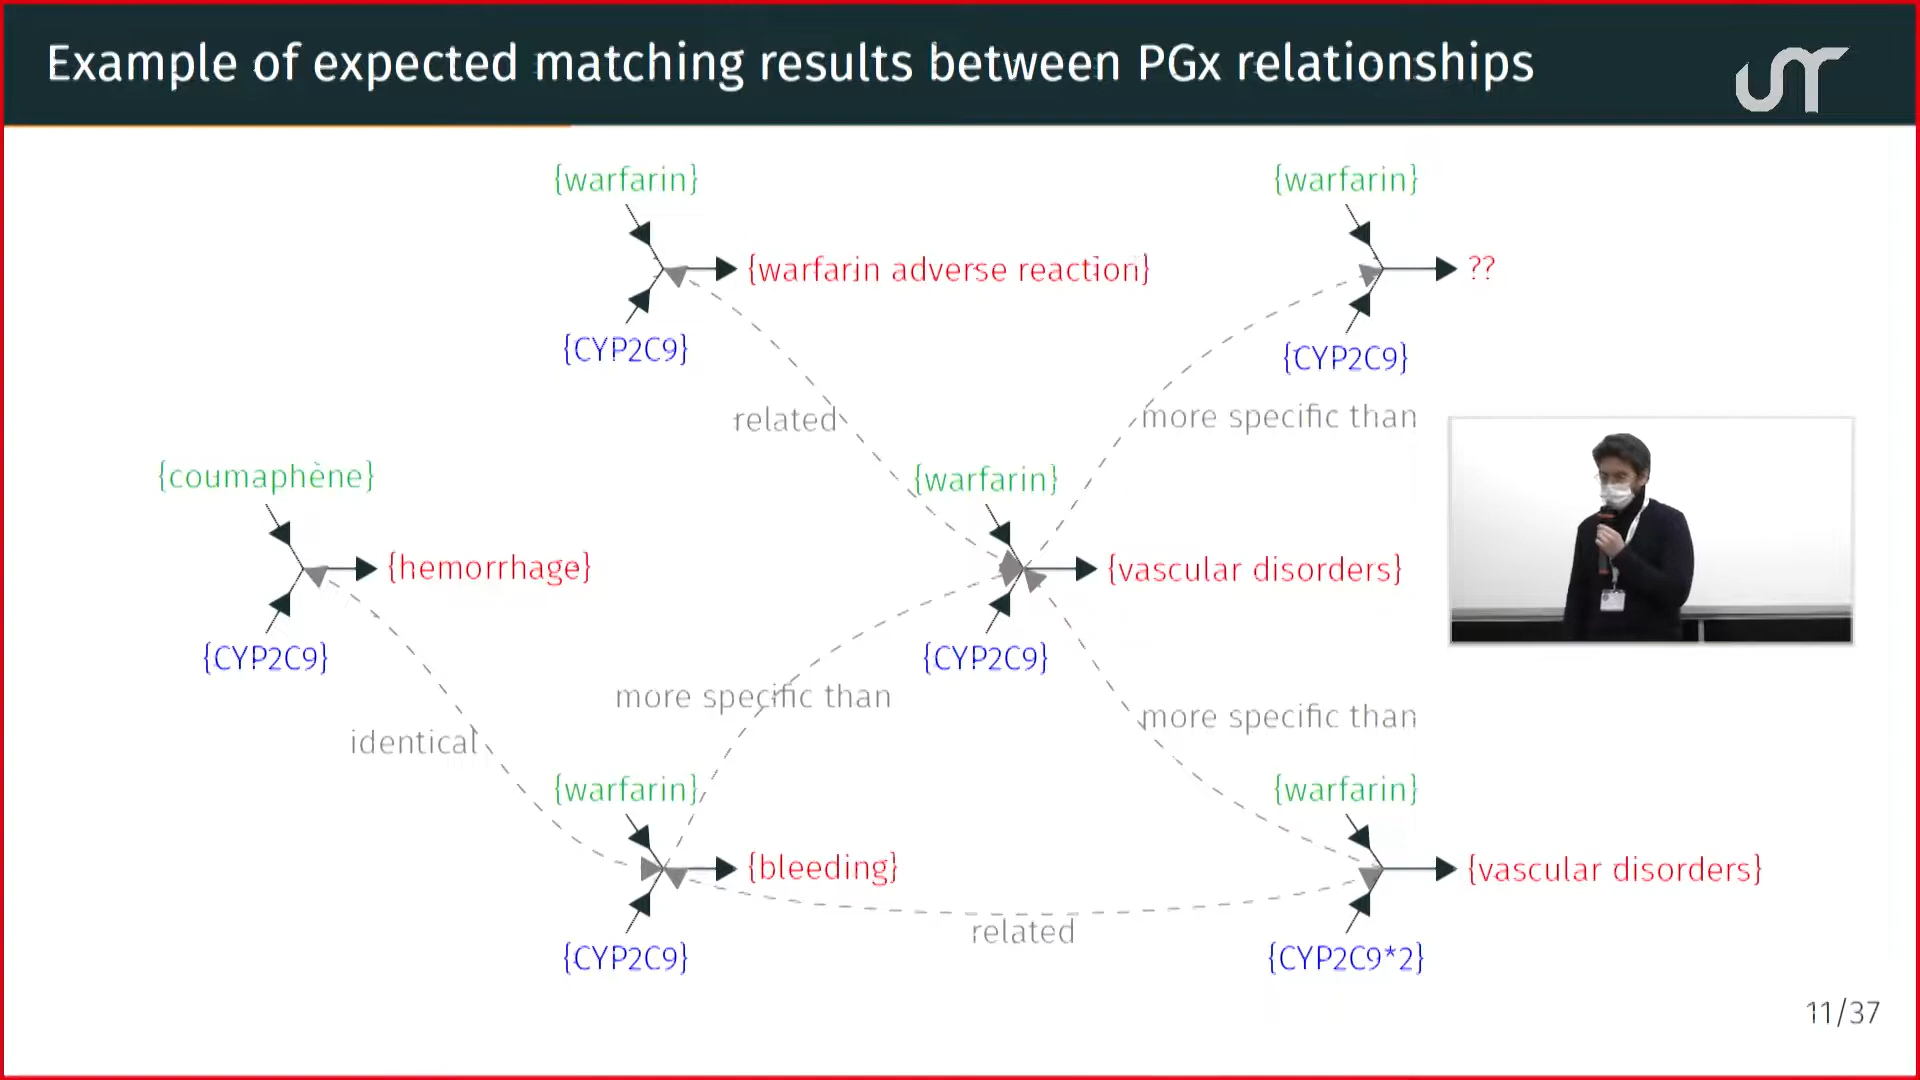 Example of expected matching results between PGx relationships
{warfarin}
{warfarin}
{warfarin adverse reaction}
??
{CYP2C9}
{CYP2C9}
related
more specific than
{coumaphène}
{warfarin}
{hemorrhage}
{vascular disorders}
{CYP2C9}
{CYP2C9}
more specific than
more specific than
identical
{warfarin}
{warfarin}
{bleeding}
{vascular disorders}
related
{CYP2C9}
{CYP2C9*2}
11/37